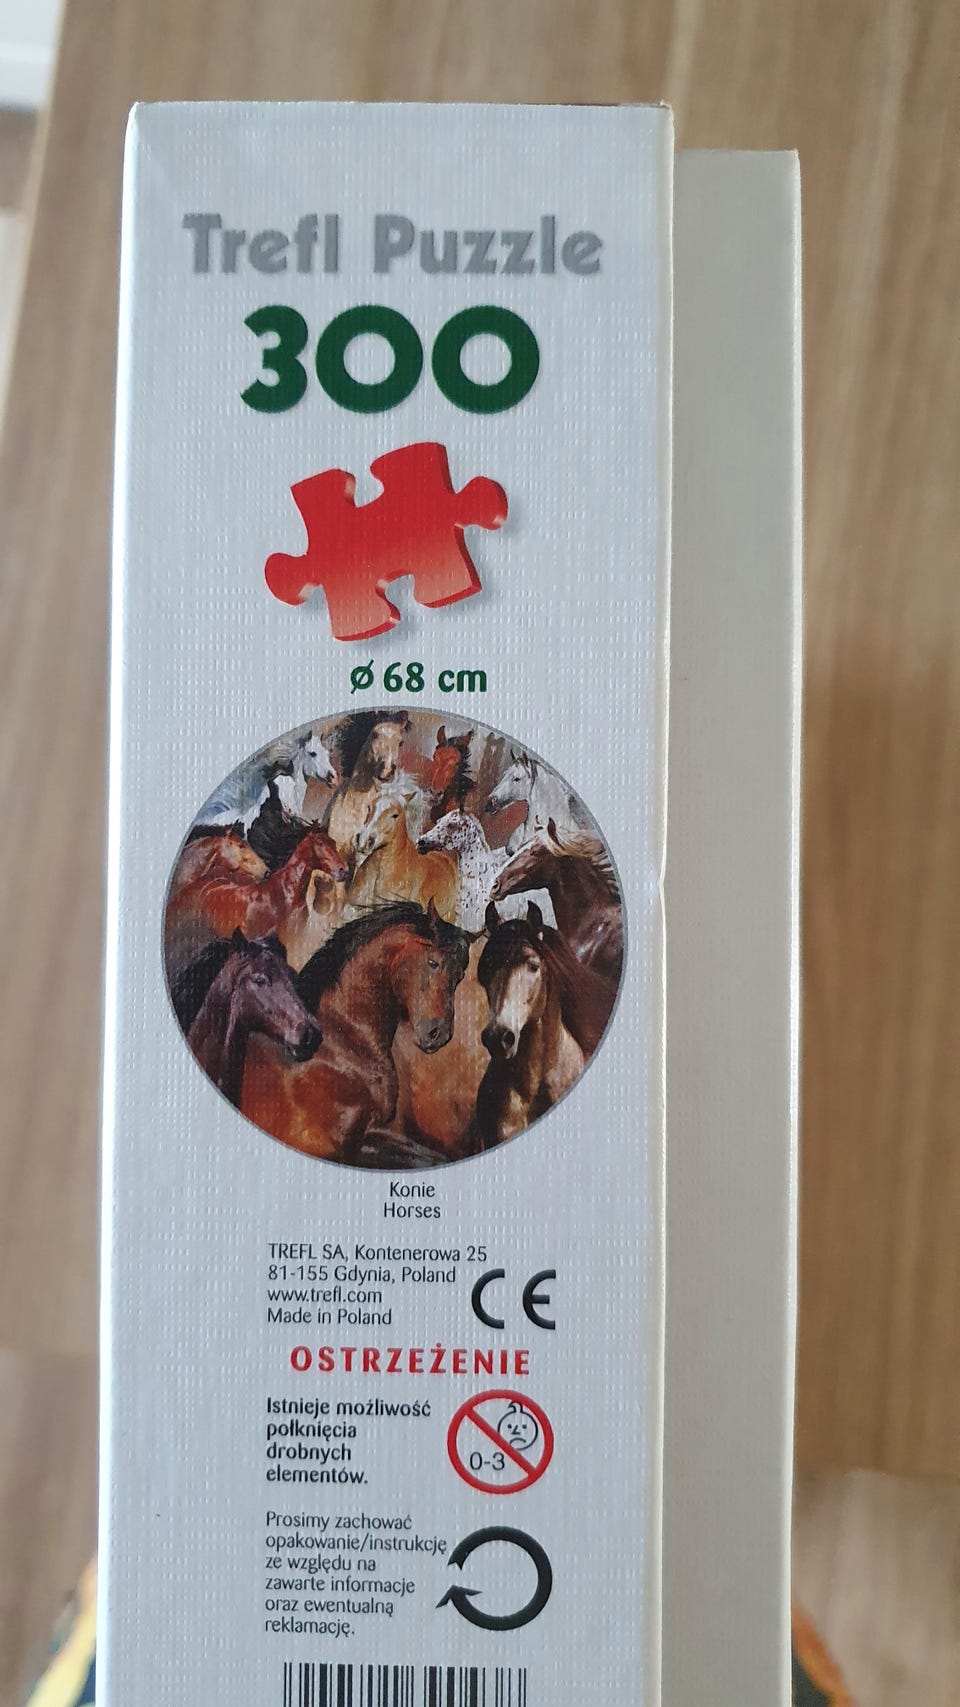 Trefl Puzzle
300
Ø 68 cm
Konie
Horses
TREFL SA, Kontenerowa 25
81-155 Gdynia, Poland
www.trefl.com
Made in Poland
CE
OSTRZEŻENIE
Istnieje możliwość
połknięcia
drobnych
elementów.
0-3
Prosimy zachować
opakowanie/instrukcję
ze względu na
zawarte informacje
oraz ewentualną
reklamację.